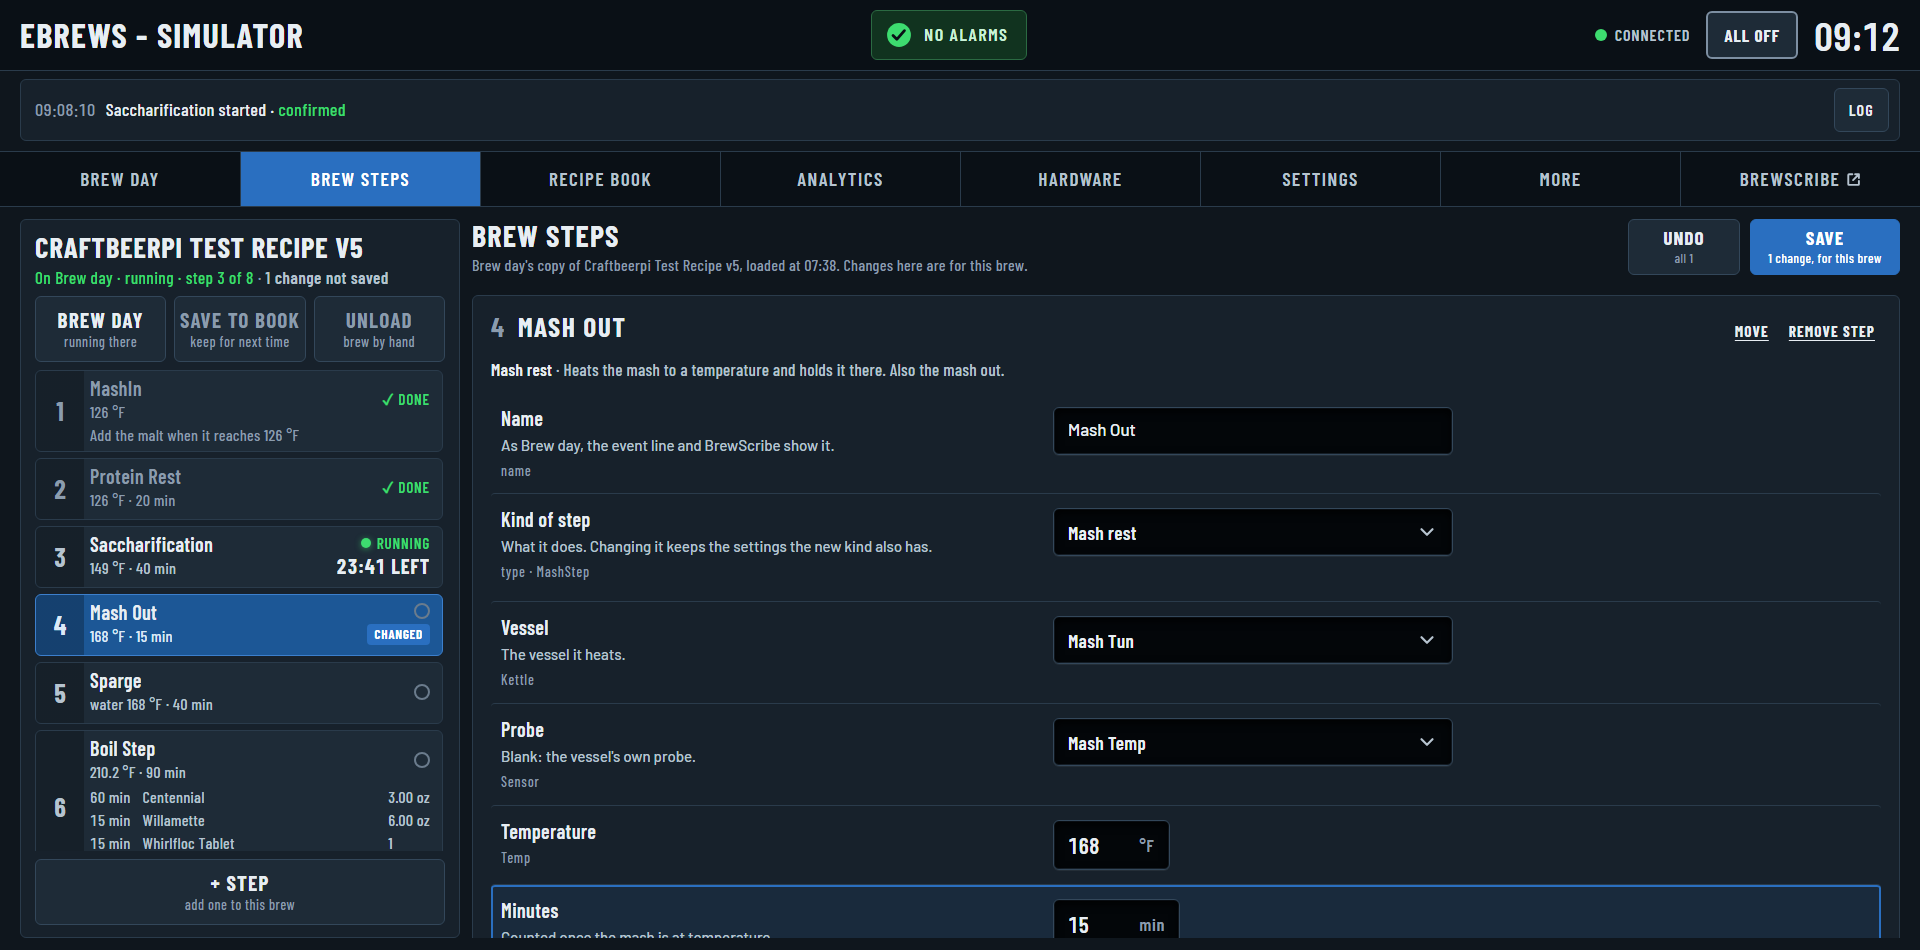 EBREWS - SIMULATOR
NO ALARMS
CONNECTED
ALL OFF
09:12
09:08:10 Saccharification started · confirmed
LOG
BREW DAY
BREW STEPS
RECIPE BOOK
ANALYTICS
HARDWARE
SETTINGS
MORE
BREWSCRIBE
CRAFTBEERPI TEST RECIPE V5
On Brew day · running · step 3 of 8 · 1 change not saved
BREW DAY
running there
SAVE TO BOOK
keep for next time
UNLOAD
brew by hand
1
MashIn
126 °F
Add the malt when it reaches 126 °F
✓ DONE
2
Protein Rest
126 °F · 20 min
✓ DONE
3
Saccharification
149 °F · 40 min
RUNNING
23:41 LEFT
4
Mash Out
168 °F · 15 min
CHANGED
5
Sparge
water 168 °F · 40 min
6
Boil Step
210.2 °F · 90 min
60 min Centennial 3.00 oz
15 min Willamette 6.00 oz
15 min Whirlfloc Tablet 1
+ STEP
add one to this brew
BREW STEPS
Brew day's copy of Craftbeerpi Test Recipe v5, loaded at 07:38. Changes here are for this brew.
UNDO
all 1
SAVE
1 change, for this brew
4 MASH OUT
MOVE
REMOVE STEP
Mash rest · Heats the mash to a temperature and holds it there. Also the mash out.
Name
As Brew day, the event line and BrewScribe show it.
name
Mash Out
Kind of step
What it does. Changing it keeps the settings the new kind also has.
type · MashStep
Mash rest
Vessel
The vessel it heats.
Kettle
Mash Tun
Probe
Blank: the vessel's own probe.
Sensor
Mash Temp
Temperature
Temp
168 °F
Minutes
Counted once the mash is at temperature.
15 min